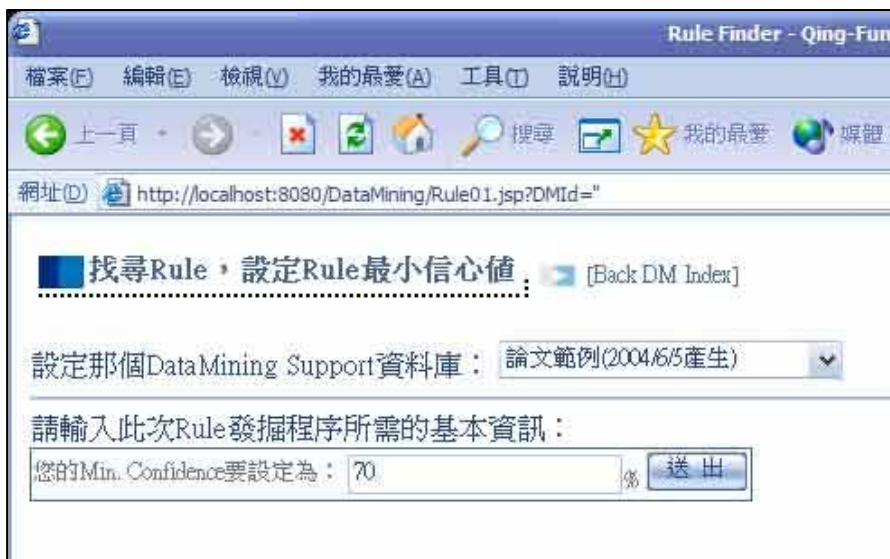 Rule Finder - Qing-Fun
檔案(F) 編輯(E) 檢視(V) 我的最愛(A) 工具(T) 說明(H)
上一頁 搜尋 我的最愛 媒體
網址(D) http://localhost:8080/DataMining/Rule01.jsp?DMId="
找尋Rule，設定Rule最小信心值 [Back DM Index]
設定那個DataMining Support資料庫： 論文範例(2004/6/5產生)
請輸入此次Rule發掘程序所需的基本資訊：
您的Min. Confidence要設定為： 70 % 送出